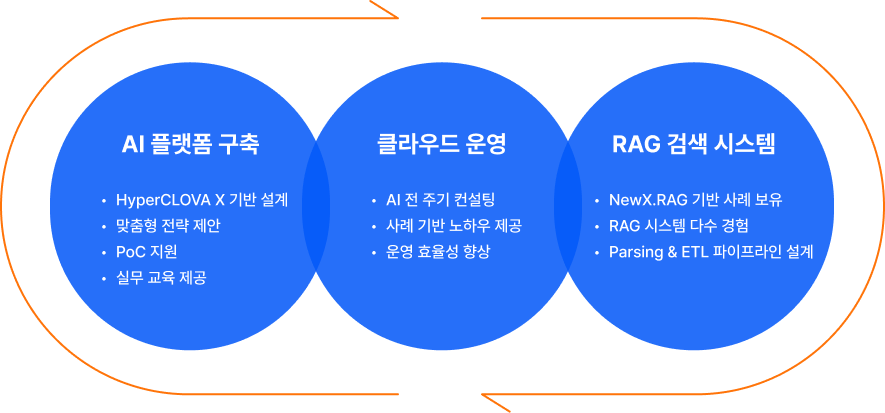 AI 플랫폼 구축
• HyperCLOVA X 기반 설계
• 맞춤형 전략 제안
• PoC 지원
• 실무 교육 제공
클라우드 운영
• AI 전 주기 컨설팅
• 사례 기반 노하우 제공
• 운영 효율성 향상
RAG 검색 시스템
• NewX.RAG 기반 사례 보유
• RAG 시스템 다수 경험
• Parsing & ETL 파이프라인 설계